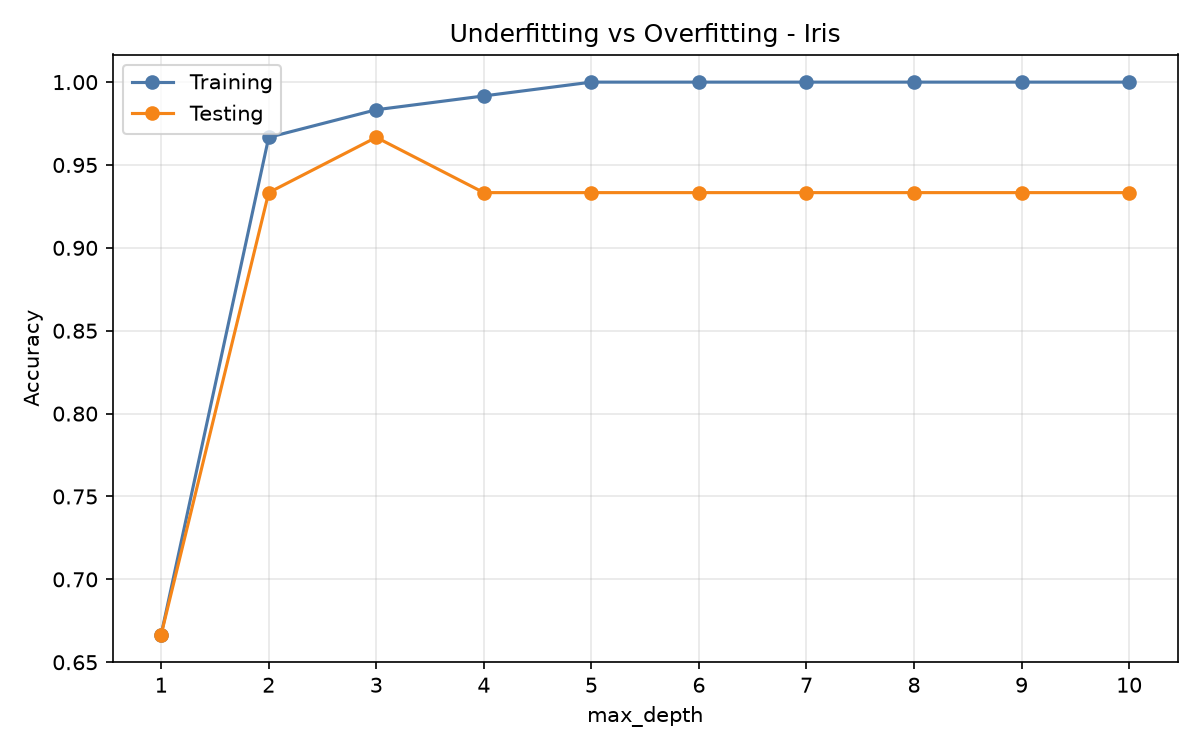 Underfitting vs Overfitting - Iris
Training
Testing
1.00
0.95
0.90
0.85
0.80
0.75
0.70
0.65
Accuracy
1 2 3 4 5 6 7 8 9 10
max_depth